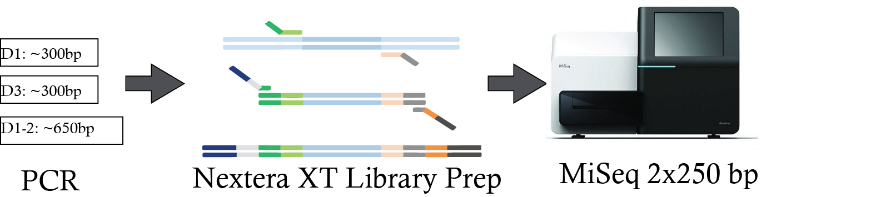 D1: ~300bp
D3: ~300bp
D1-2: ~650bp
PCR
Nextera XT Library Prep
MiSeq 2x250 bp